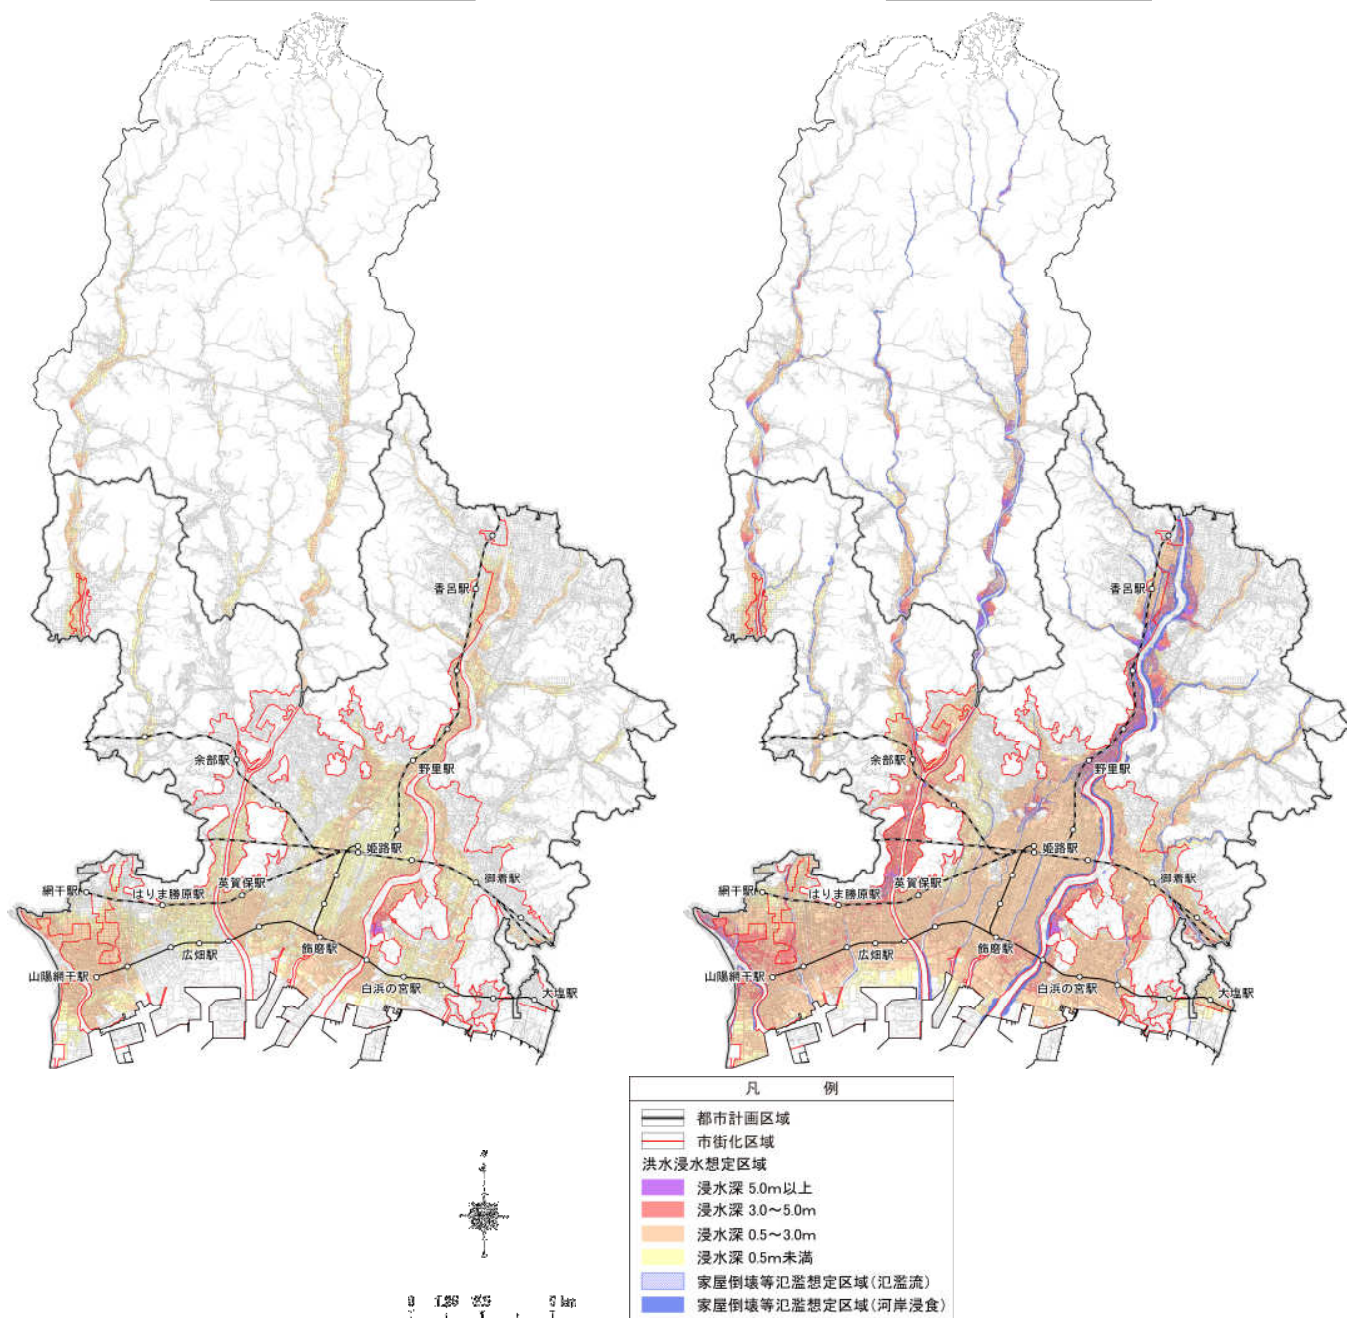 香呂駅
余部駅
野里駅
姫路駅
御着駅
網干駅
はりま勝原駅
英賀保駅
広畑駅
飾磨駅
山陽網干駅
白浜の宮駅
大塩駅
香呂駅
余部駅
野里駅
姫路駅
御着駅
網干駅
はりま勝原駅
英賀保駅
広畑駅
飾磨駅
山陽網干駅
白浜の宮駅
大塩駅
凡 例
都市計画区域
市街化区域
洪水浸水想定区域
浸水深 5.0m以上
浸水深 3.0～5.0m
浸水深 0.5～3.0m
浸水深 0.5m未満
家屋倒壊等氾濫想定区域(氾濫流)
家屋倒壊等氾濫想定区域(河岸浸食)
0 1.25 2.5 5 km